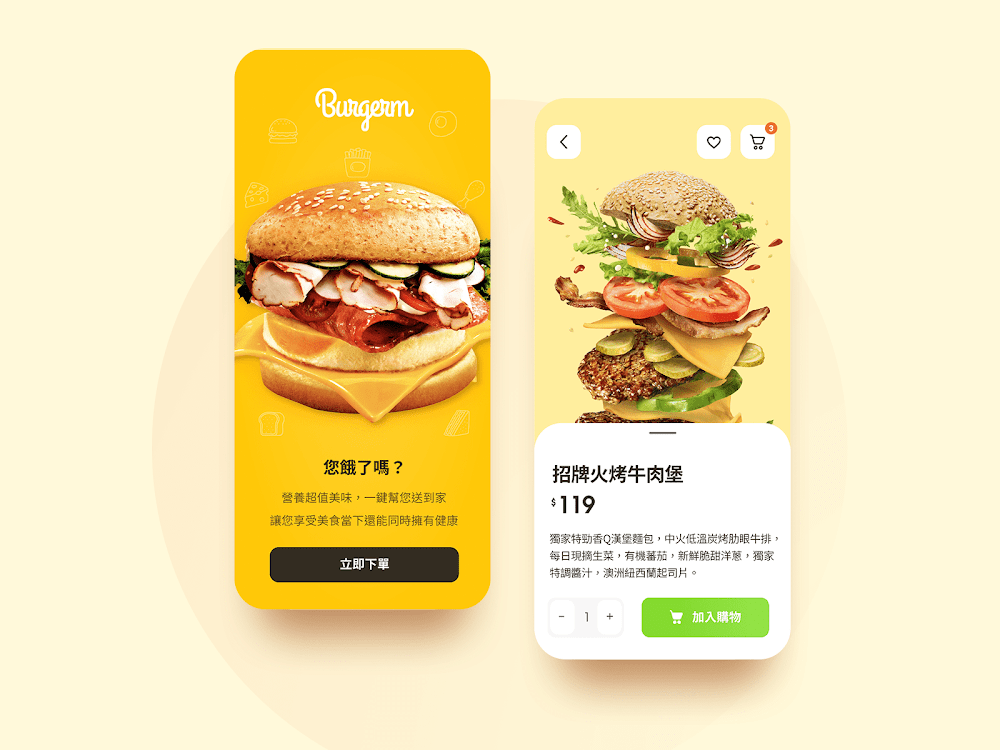 Burgerm
您餓了嗎？
營養超值美味，一鍵幫您送到家
讓您享受美食當下還能同時擁有健康
立即下單
3
招牌火烤牛肉堡
$119
獨家特勁香Q漢堡麵包，中火低溫炭烤肋眼牛排，
每日現摘生菜，有機蕃茄，新鮮脆甜洋蔥，獨家
特調醬汁，澳洲紐西蘭起司片。
- 1 +
加入購物